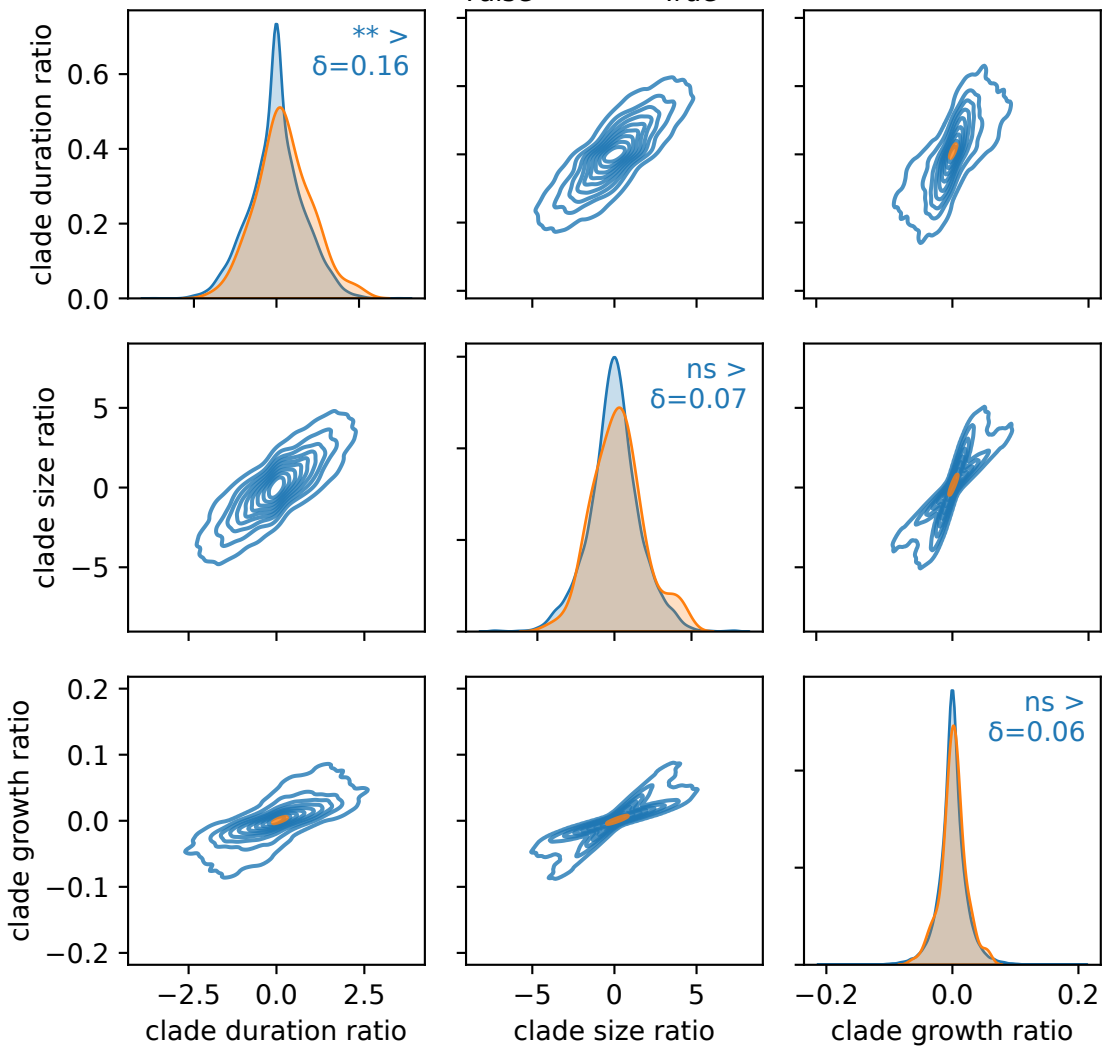 ** >
δ=0.16
clade duration ratio
0.6
0.4
0.2
0.0
ns >
δ=0.07
clade size ratio
5
0
−5
ns >
δ=0.06
clade growth ratio
0.2
0.1
0.0
−0.1
−0.2
−2.5 0.0 2.5
−5 0 5
−0.2 0.0 0.2
clade duration ratio
clade size ratio
clade growth ratio